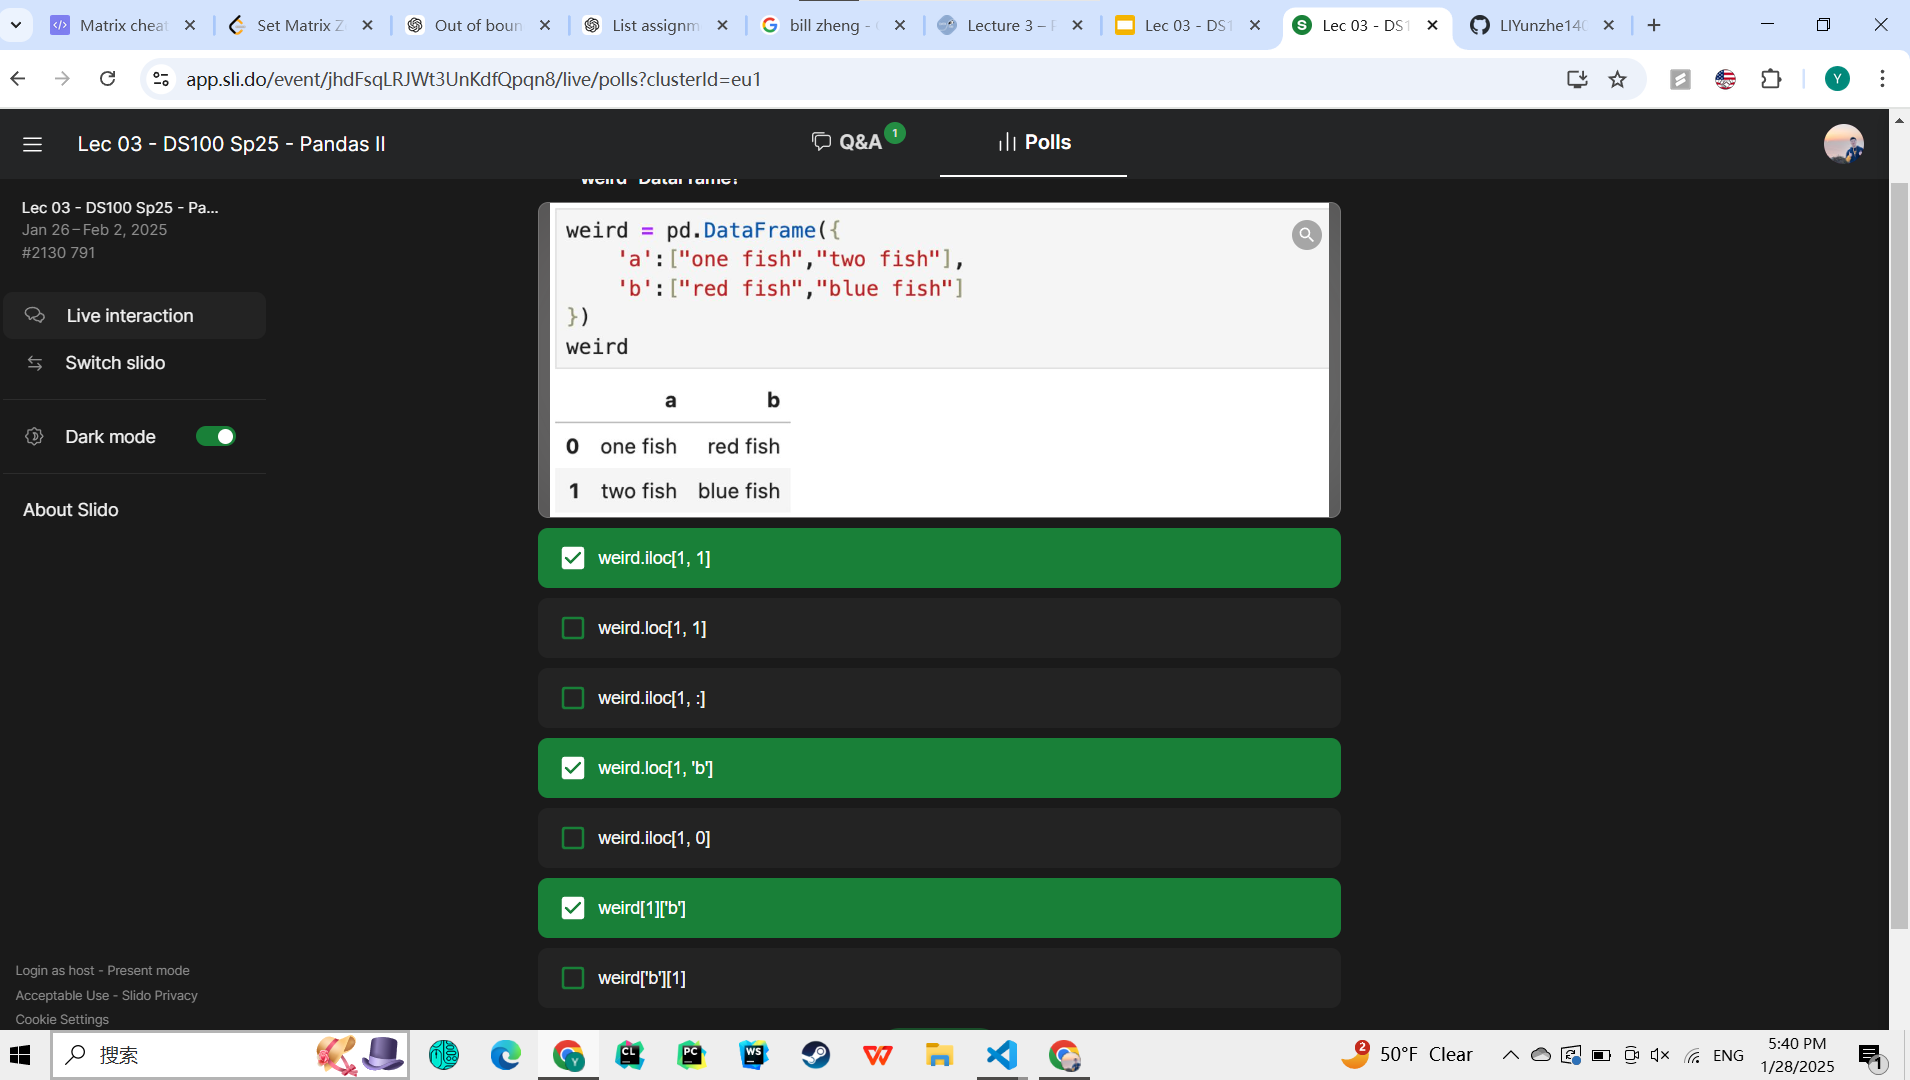 Matrix cheat
Set Matrix Z
Out of boun
List assignm
bill zheng -
Lecture 3 –
Lec 03 - DS1
Lec 03 - DS1
LIYunzhe140
app.sli.do/event/jhdFsqLRJWt3UnKdfQpqn8/live/polls?clusterId=eu1
Y
Lec 03 - DS100 Sp25 - Pandas II
Q&A
1
Polls
Lec 03 - DS100 Sp25 - Pa...
Jan 26 – Feb 2, 2025
#2130 791
Live interaction
Switch slido
Dark mode
About Slido
"weird" DataFrame?
weird = pd.DataFrame({
'a':["one fish","two fish"],
'b':["red fish","blue fish"]
})
weird
a b
0 one fish red fish
1 two fish blue fish
weird.iloc[1, 1]
weird.loc[1, 1]
weird.iloc[1, :]
weird.loc[1, 'b']
weird.iloc[1, 0]
weird[1]['b']
weird['b'][1]
Login as host - Present mode
Acceptable Use - Slido Privacy
Cookie Settings
搜索
CL
PC
WS
2
50°F Clear
ENG
5:40 PM
1/28/2025
1